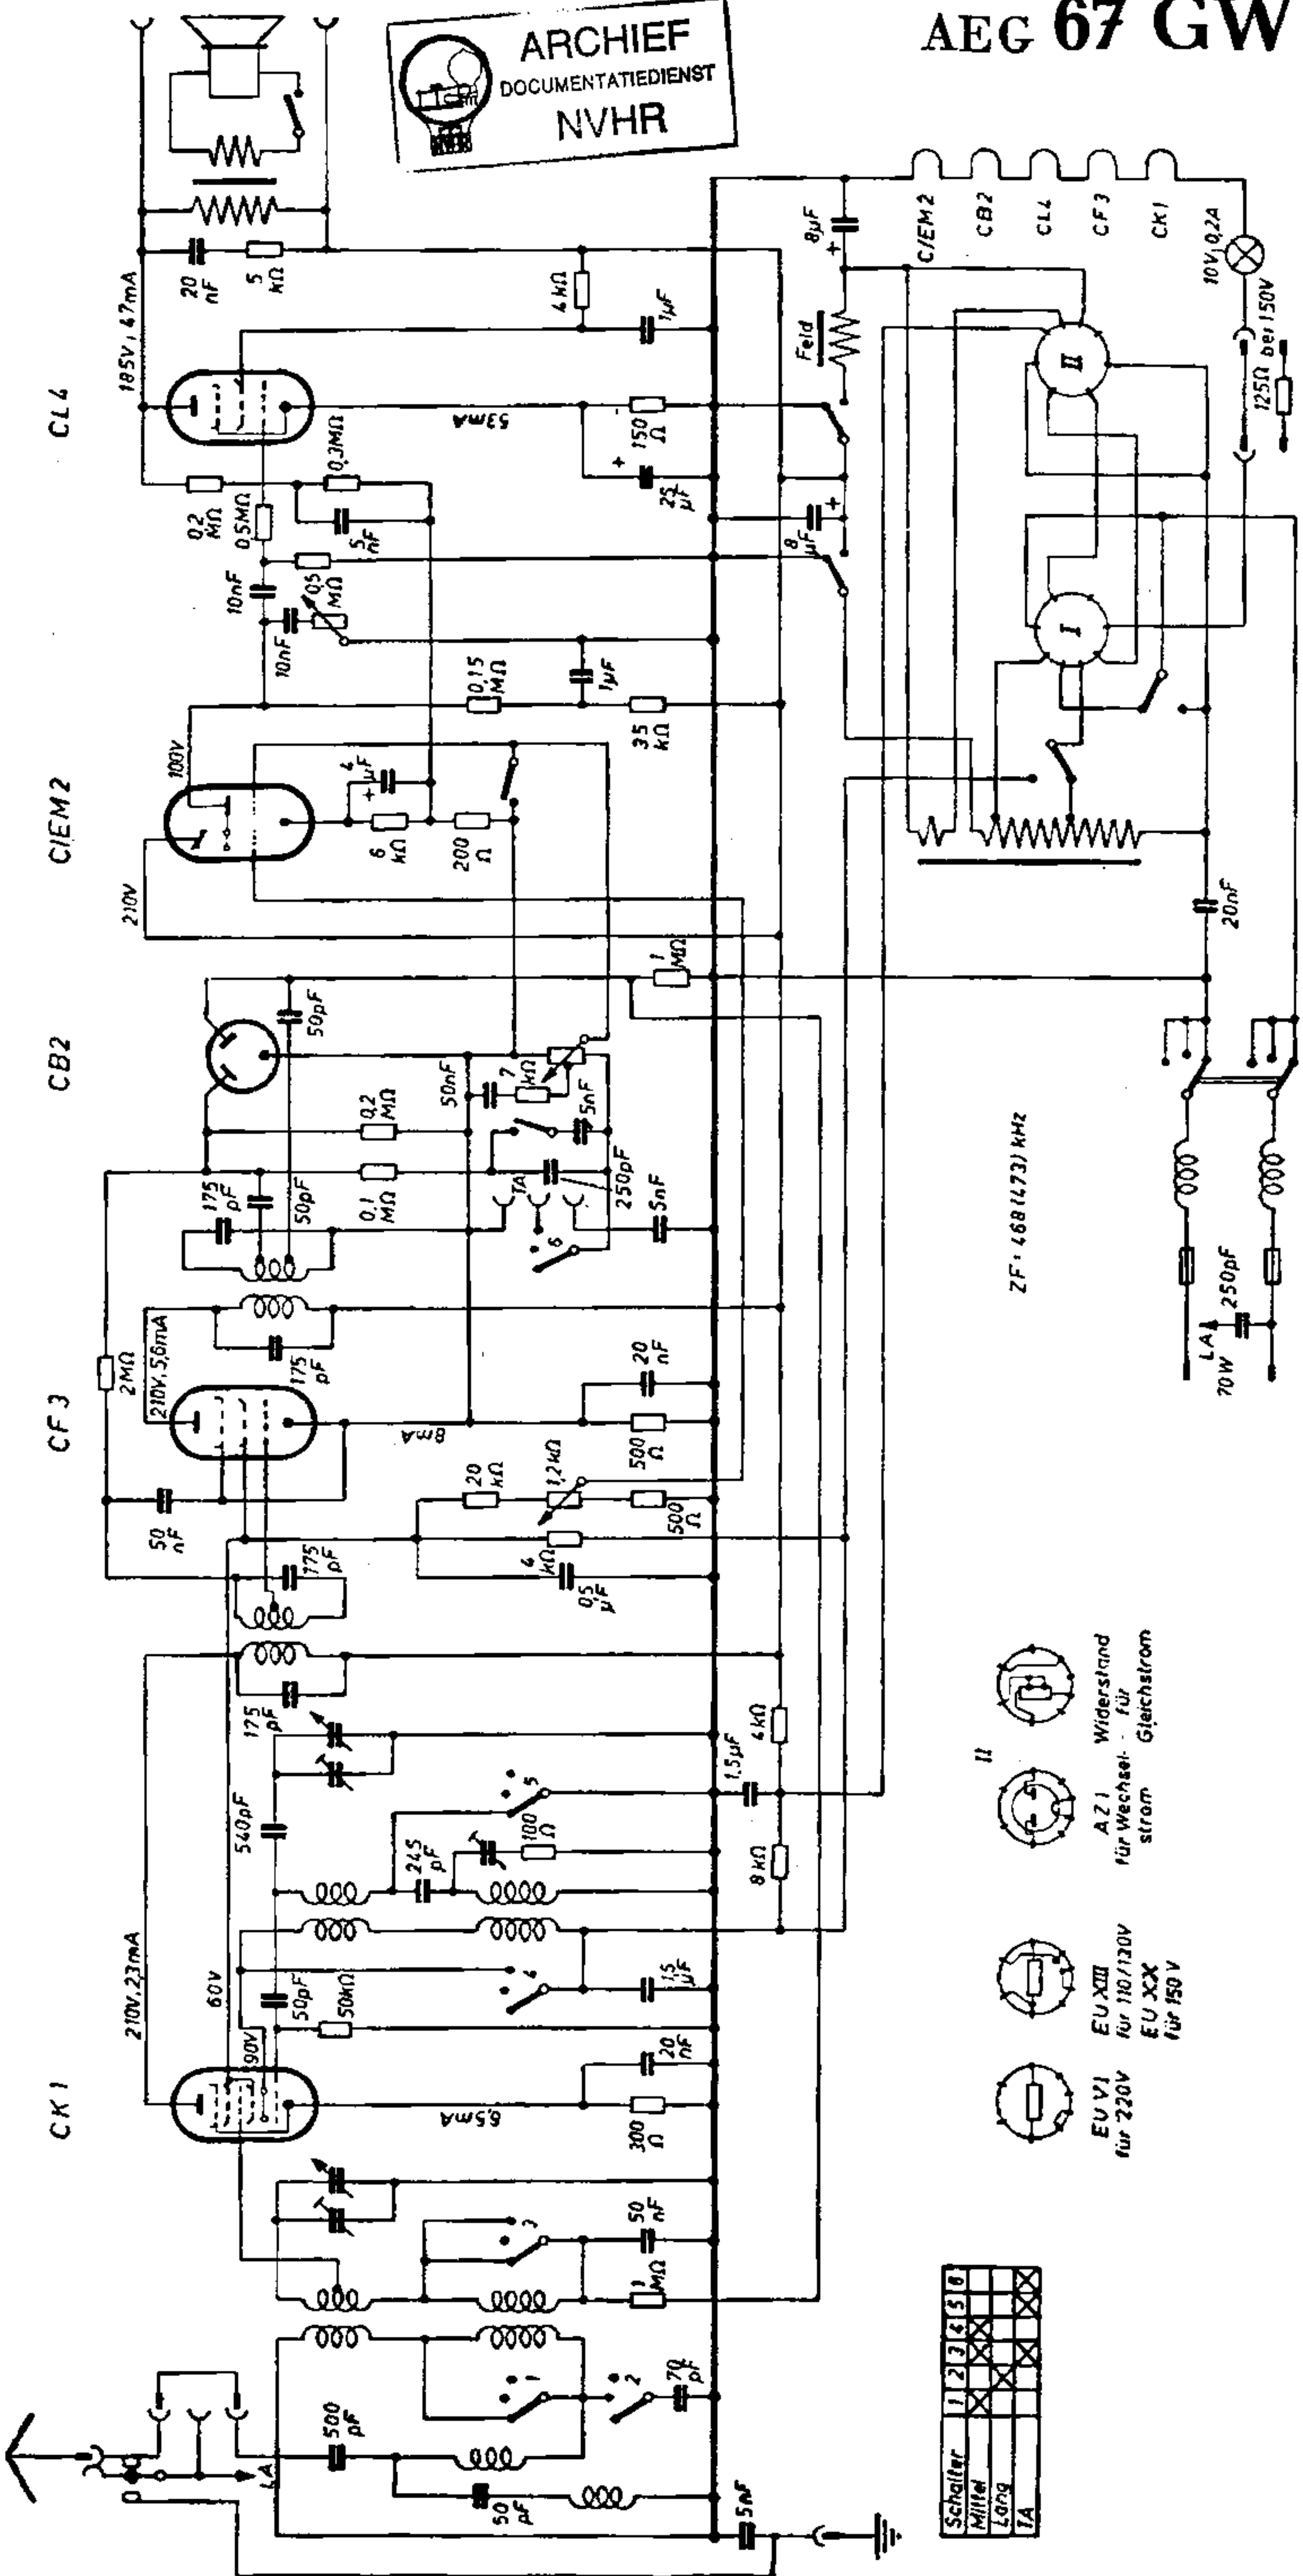 AEG 67 GW
ARCHIEF
DOCUMENTATIEDIENST
NVHR
CK1
CF3
CB2
C/EM2
CL4
LA
500 pF
50 pF
5nF
1
2
70 pF
3
1 MΩ
50 nF
210V, 2,3mA
60V
90V
6,5mA
300 Ω
20 nF
50pF
50kΩ
4
1,5 µF
540pF
245 pF
100 Ω
5
175 pF
8kΩ
1,5µF
4kΩ
175 pF
50 nF
2MΩ
210V, 5,6mA
8mA
0,5 µF
4 kΩ
20 kΩ
1,2kΩ
500 Ω
500 Ω
20 nF
175 pF
175 pF
50pF
50pF
0,1 MΩ
0,2 MΩ
TA
6
250pF
5nF
5nF
50nF
7 kΩ
1 MΩ
210V
100V
6 kΩ
4 µF
+
200 Ω
0,15 MΩ
1µF
35 kΩ
10nF
10nF
0,5 MΩ
0,2 MΩ
0,5MΩ
5 nF
0,3MΩ
185V, 47mA
53mA
25 µF
+
150 Ω
4kΩ
1µF
20 nF
5 kΩ
8 µF
+
Feld
8µF
+
I
II
C/EM2
CB2
CL4
CF3
CK1
10V, 0,2A
125Ω bei 150V
20nF
ZF: 468 (473) kHz
LA
70W
250pF
Schalter 1 2 3 4 5 6
Mittel
Lang
TA
EU VI
für 220V
EU XIII
für 110/120V
EU XX
für 150 V
II
AZ1
für Wechsel-
strom
Widerstand
- für
Gleichstrom